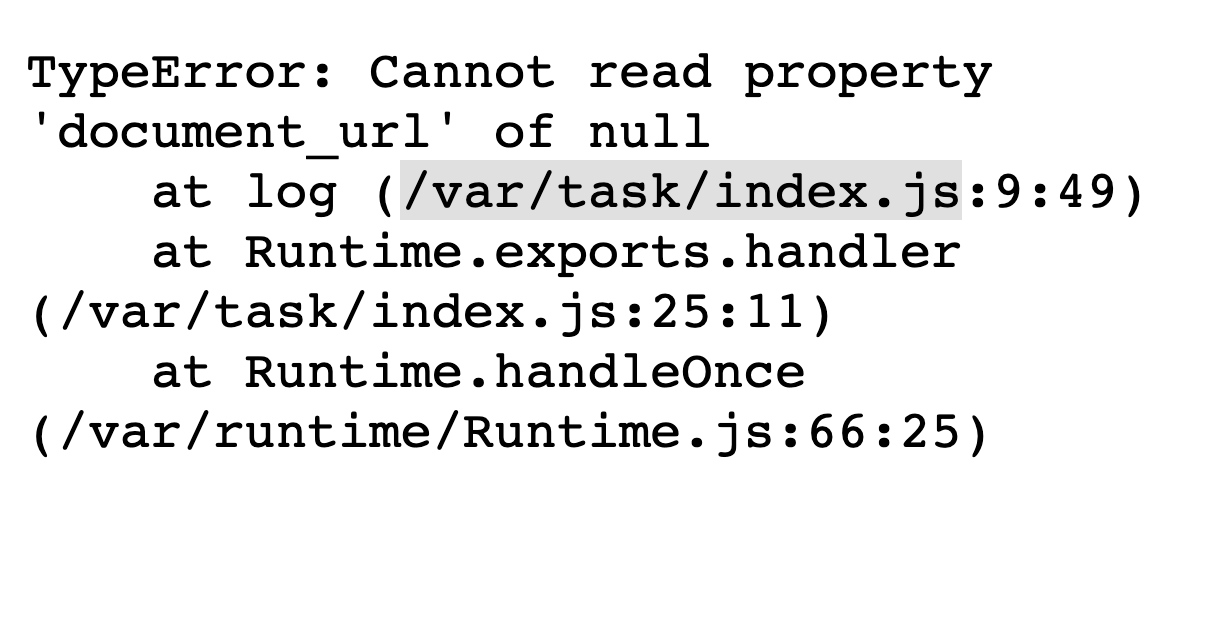 TypeError: Cannot read property
'document_url' of null
    at log (/var/task/index.js:9:49)
    at Runtime.exports.handler
(/var/task/index.js:25:11)
    at Runtime.handleOnce
(/var/runtime/Runtime.js:66:25)